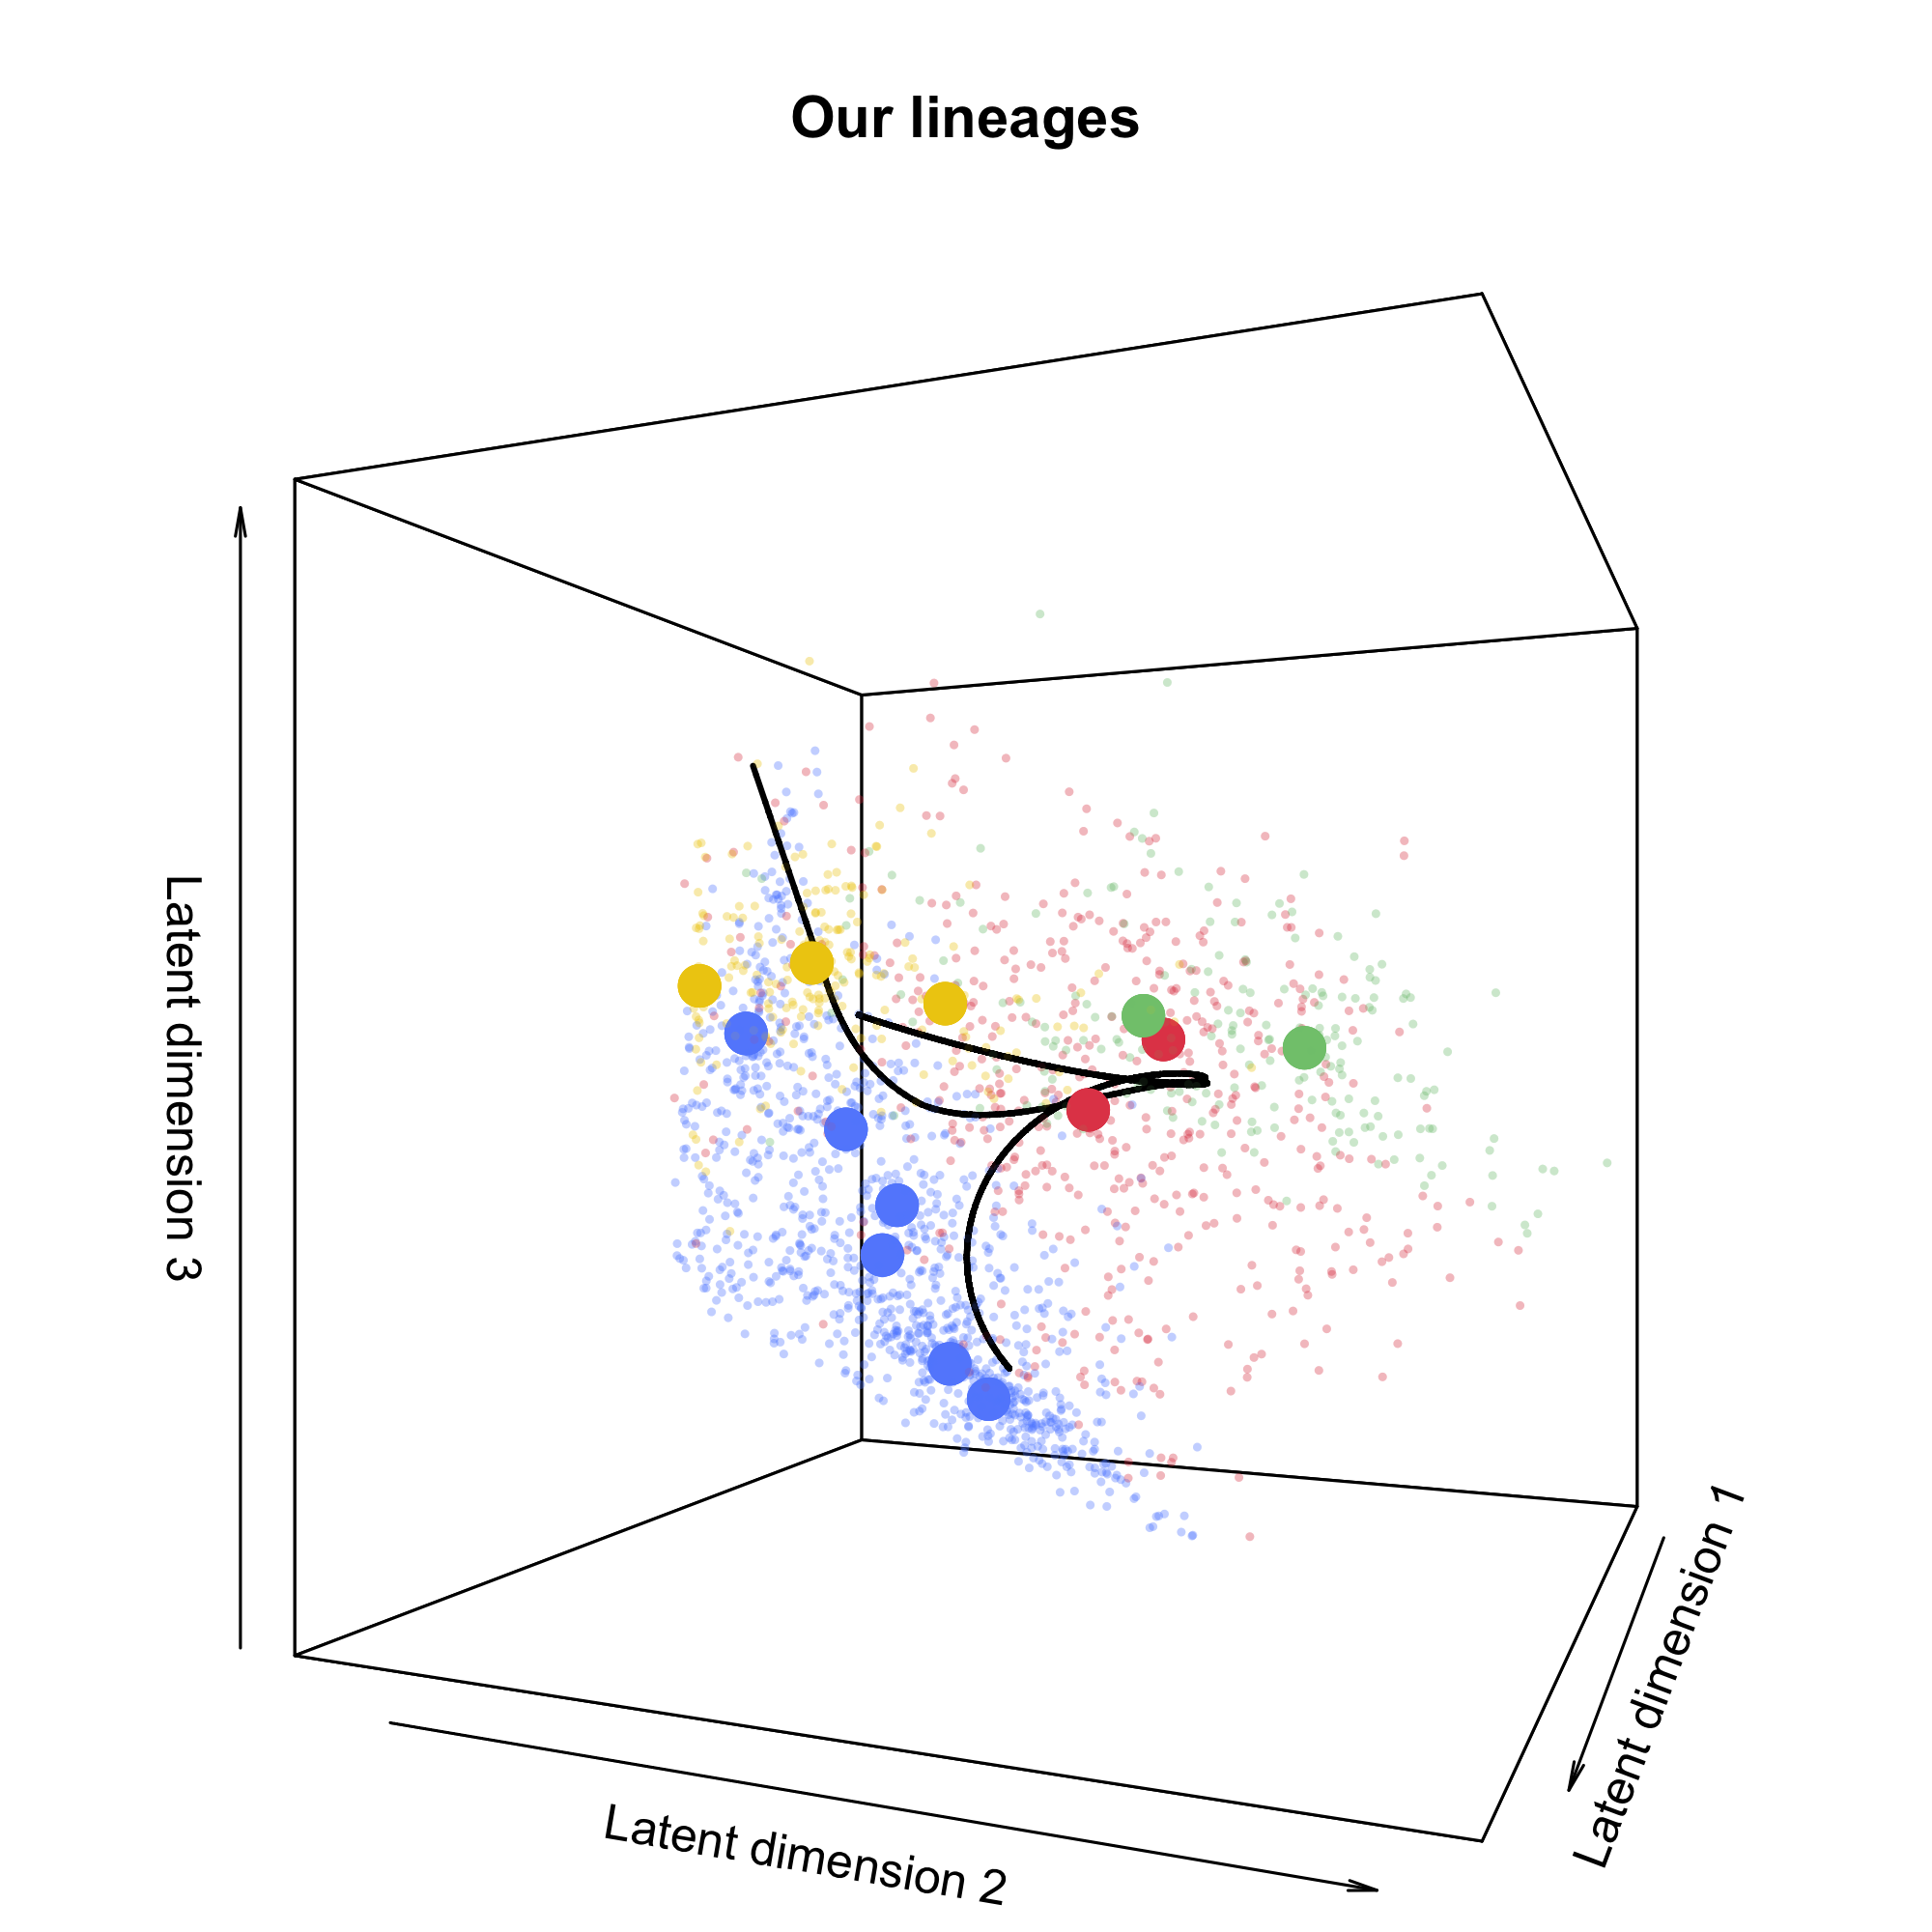 Our lineages
Latent dimension 3
Latent dimension 2
Latent dimension 1